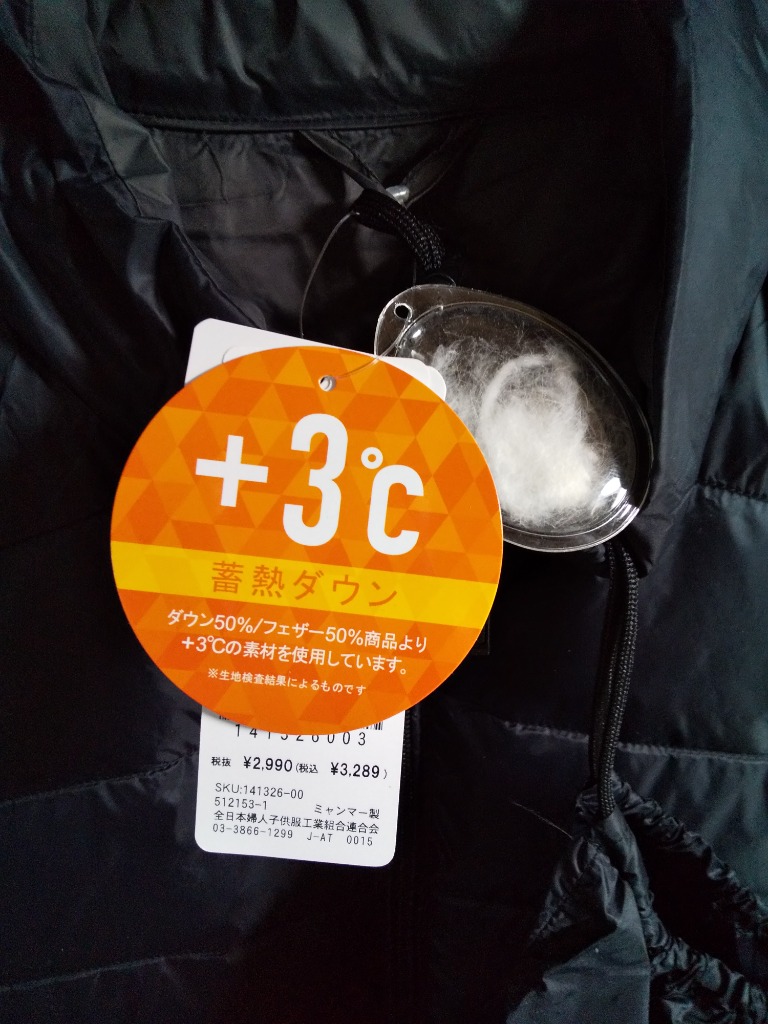 +3℃
蓄熱ダウン
ダウン50%/フェザー50%商品より
+3℃の素材を使用しています。
※生地検査結果によるものです
141326003
税抜 ¥2,990(税込 ¥3,289)
SKU:141326-00
512153-1 ミャンマー製
全日本婦人子供服工業組合連合会
03-3866-1299 J-AT 0015